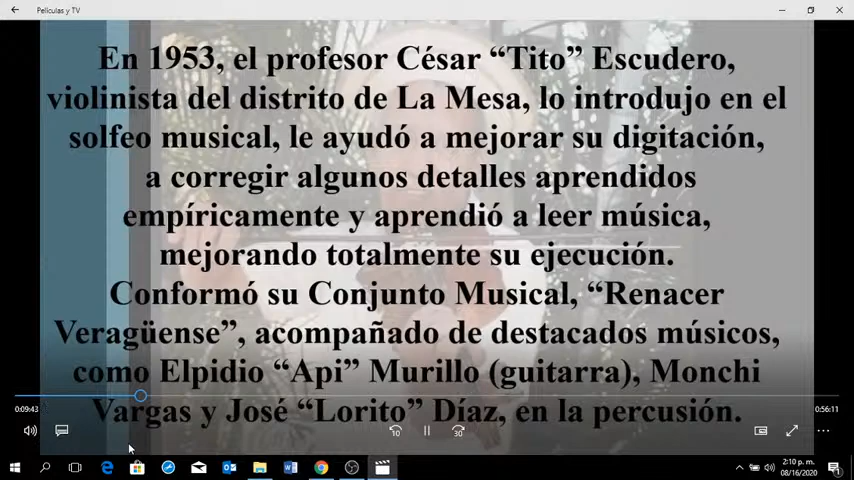 Películas y TV
En 1953, el profesor César “Tito” Escudero,
violinista del distrito de La Mesa, lo introdujo en el
solfeo musical, le ayudó a mejorar su digitación,
a corregir algunos detalles aprendidos
empíricamente y aprendió a leer música,
mejorando totalmente su ejecución.
Conformó su Conjunto Musical, “Renacer
Veragüense”, acompañado de destacados músicos,
como Elpidio “Api” Murillo (guitarra), Monchi
Vargas y José “Lorito” Díaz, en la percusión.
0:09:43
0:56:11
10
30
2:10 p. m.
08/16/2020
1